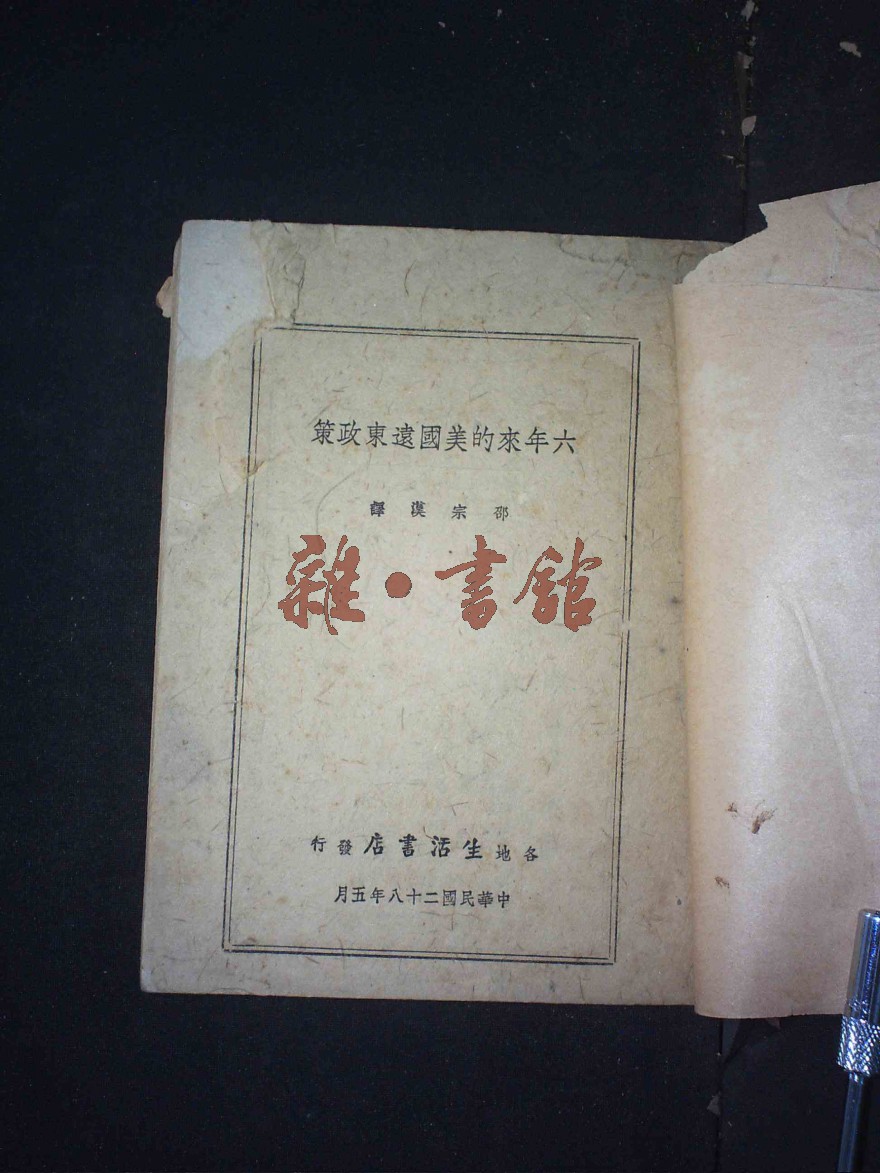 六年來的美國遠東政策
邵宗漢譯
雜·書館
各地生活書店發行
中華民國二十八年五月